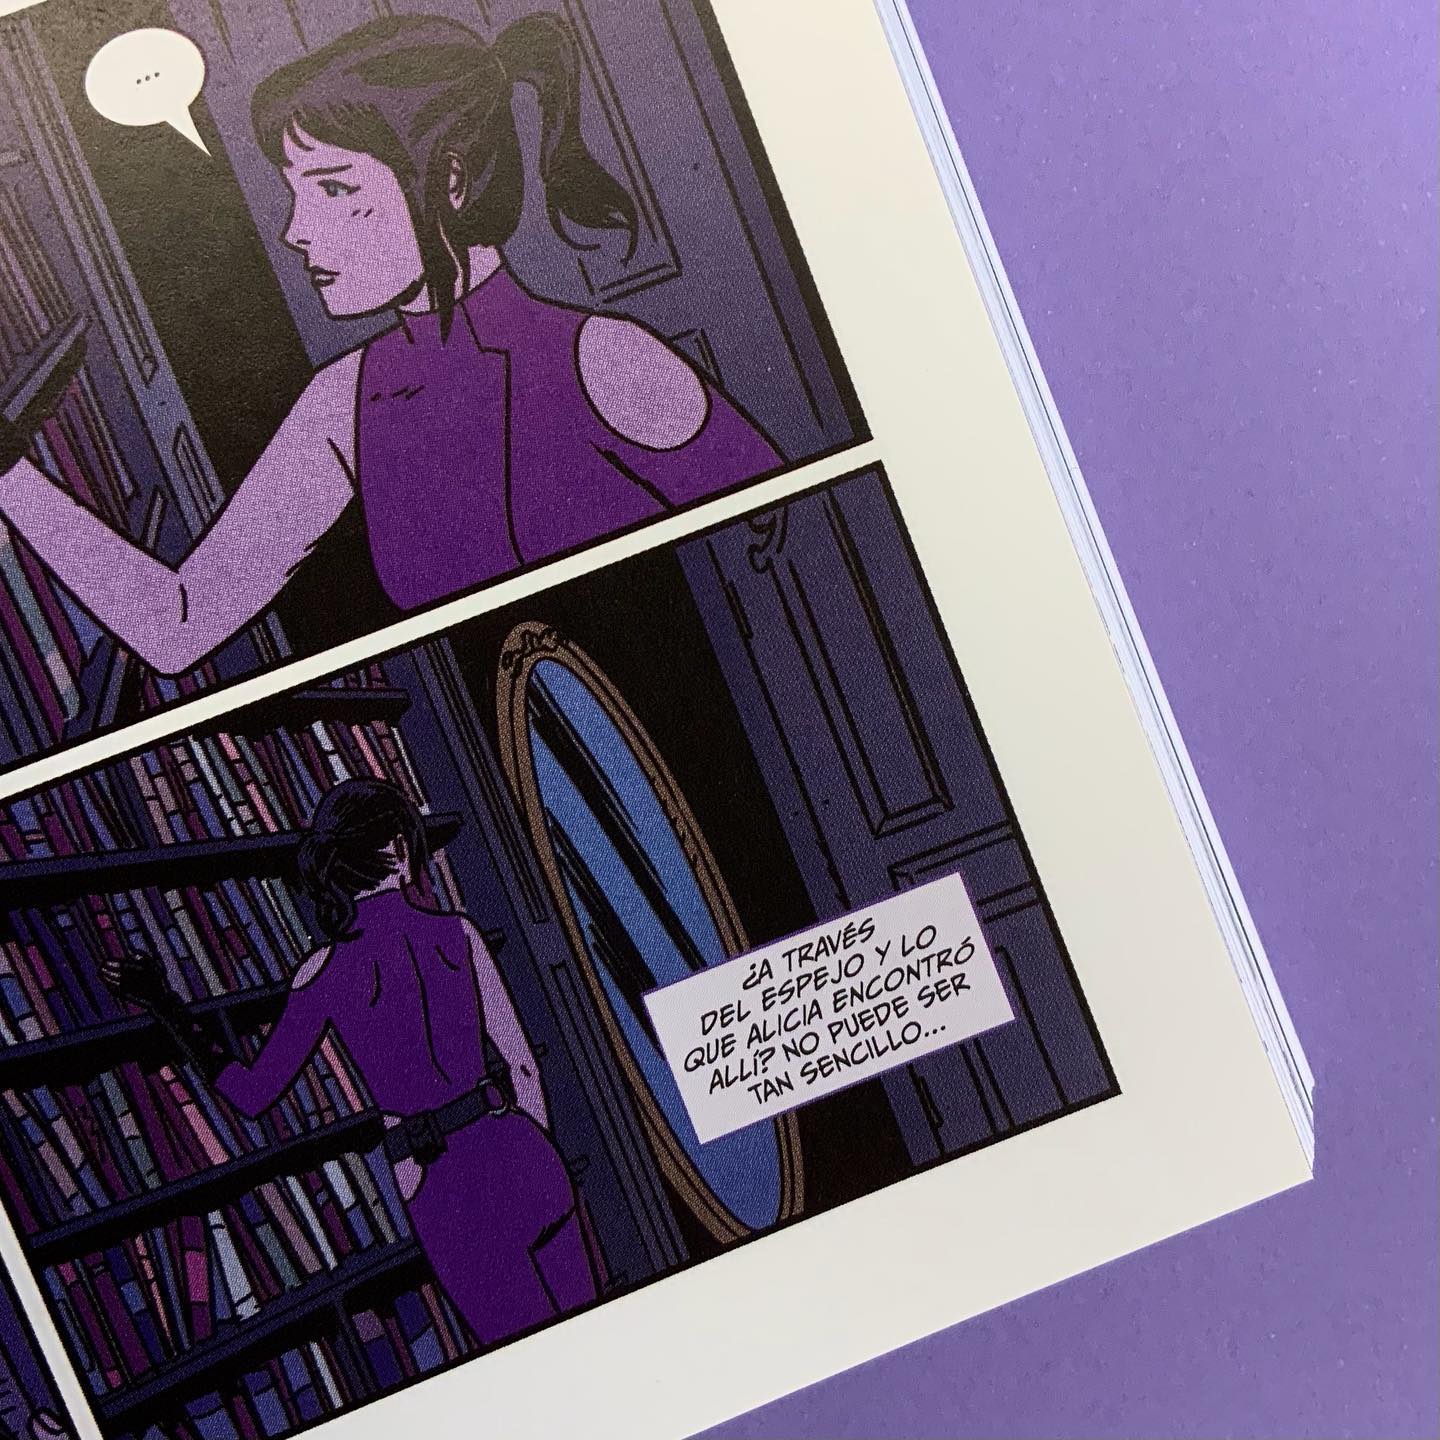 ...
¿A TRAVÉS
DEL ESPEJO Y LO
QUE ALICIA ENCONTRÓ
ALLÍ? NO PUEDE SER
TAN SENCILLO...